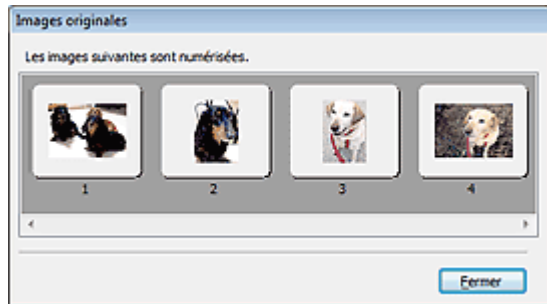 Images originales
Les images suivantes sont numérisées.
1 2 3 4
Fermer